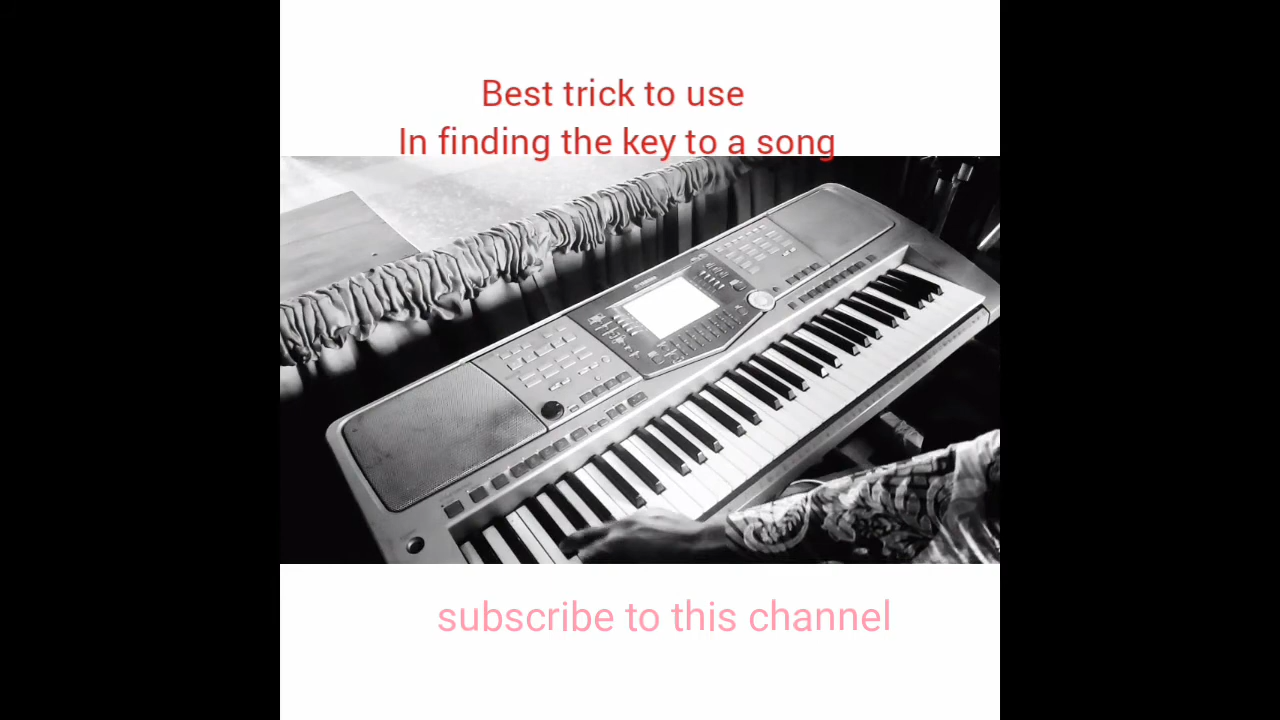 Best trick to use
In finding the key to a song
subscribe to this channel